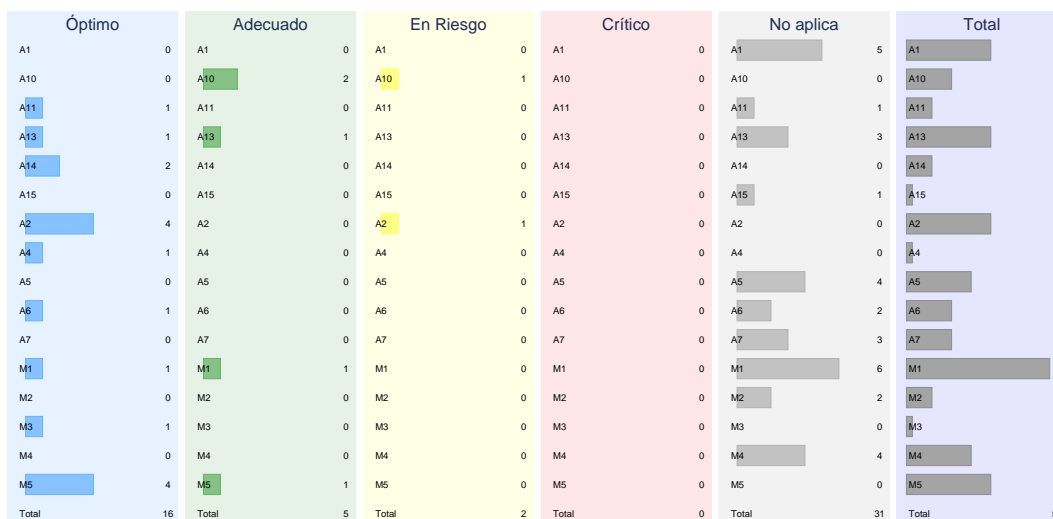 Óptimo Adecuado En Riesgo Crítico No aplica Total
A1 0 A1 0 A1 0 A1 0 A1 5 A1
A10 0 A10 2 A10 1 A10 0 A10 0 A10
A11 1 A11 0 A11 0 A11 0 A11 1 A11
A13 1 A13 1 A13 0 A13 0 A13 3 A13
A14 2 A14 0 A14 0 A14 0 A14 0 A14
A15 0 A15 0 A15 0 A15 0 A15 1 A15
A2 4 A2 0 A2 1 A2 0 A2 0 A2
A4 1 A4 0 A4 0 A4 0 A4 0 A4
A5 0 A5 0 A5 0 A5 0 A5 4 A5
A6 1 A6 0 A6 0 A6 0 A6 2 A6
A7 0 A7 0 A7 0 A7 0 A7 3 A7
M1 1 M1 1 M1 0 M1 0 M1 6 M1
M2 0 M2 0 M2 0 M2 0 M2 2 M2
M3 1 M3 0 M3 0 M3 0 M3 0 M3
M4 0 M4 0 M4 0 M4 0 M4 4 M4
M5 4 M5 1 M5 0 M5 0 M5 0 M5
Total 16 Total 5 Total 2 Total 0 Total 31 Total